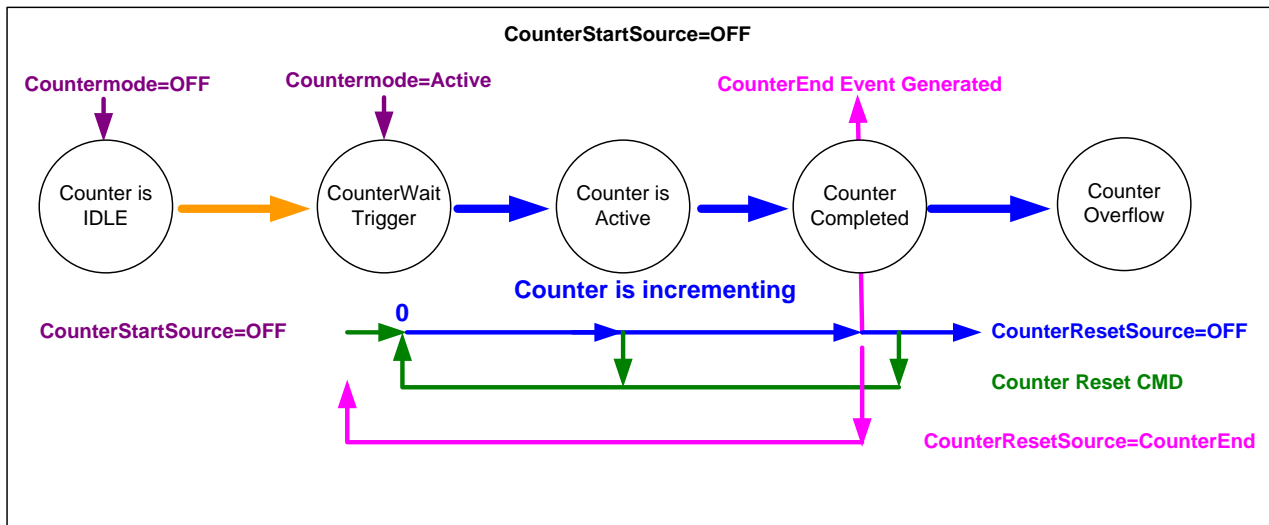 CounterStartSource=OFF
Countermode=OFF
Countermode=Active
CounterEnd Event Generated
Counter is
IDLE
CounterWait
Trigger
Counter is
Active
Counter
Completed
Counter
Overflow
Counter is incrementing
0
CounterStartSource=OFF
CounterResetSource=OFF
Counter Reset CMD
CounterResetSource=CounterEnd